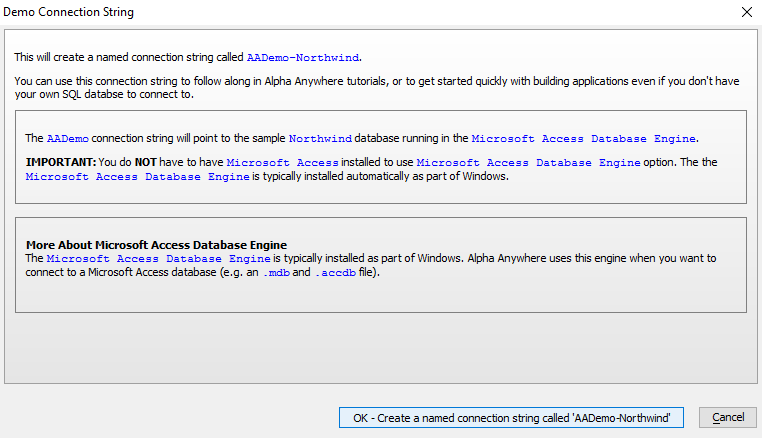 Demo Connection String
This will create a named connection string called AADemo-Northwind.
You can use this connection string to follow along in Alpha Anywhere tutorials, or to get started quickly with building applications even if you don't have
your own SQL databse to connect to.
The AADemo connection string will point to the sample Northwind database running in the Microsoft Access Database Engine.
IMPORTANT: You do NOT have to have Microsoft Access installed to use Microsoft Access Database Engine option. The the
Microsoft Access Database Engine is typically installed automatically as part of Windows.
More About Microsoft Access Database Engine
The Microsoft Access Database Engine is typically installed as part of Windows. Alpha Anywhere uses this engine when you want to
connect to a Microsoft Access database (e.g. an .mdb and .accdb file).
OK - Create a named connection string called 'AADemo-Northwind'
Cancel